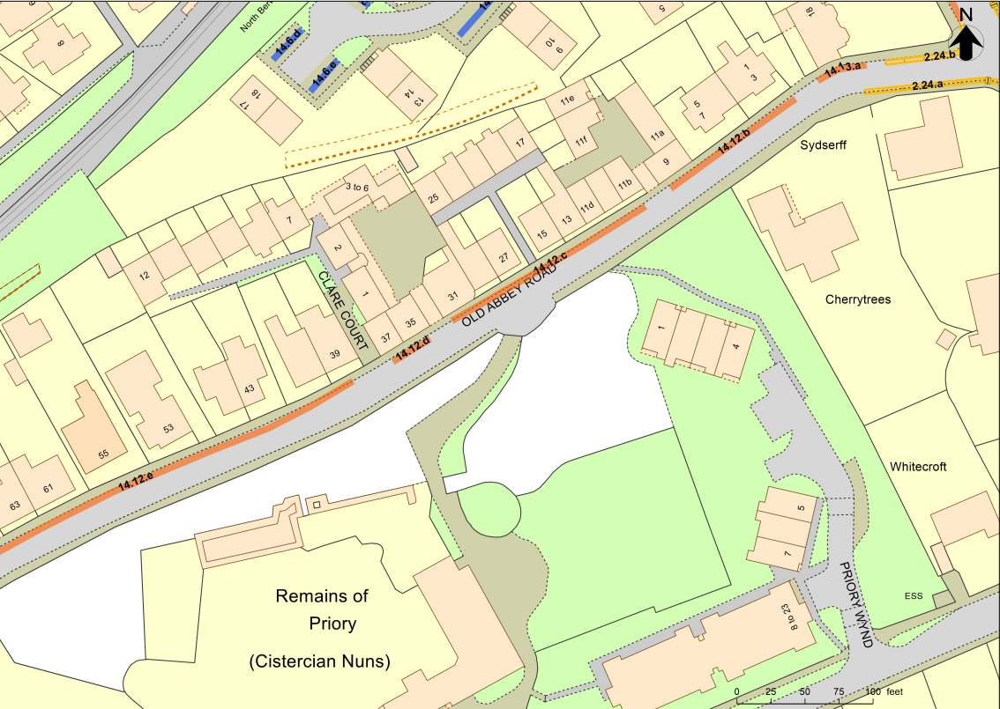 North Ber
14.6.d
14.6.e
14
N
2.24.b
2.24.a
14.13.a
14.12.b
14.12.c
14.12.d
14.12.e
8
18
17
14
13
10
9
5
18
1
3
5
7
11e
11f
11a
9
11b
11d
13
15
17
25
27
3 to 6
7
2
1
12
31
35
37
39
43
53
55
61
63
OLD ABBEY ROAD
CLARE COURT
Sydserff
Cherrytrees
Whitecroft
1
4
5
7
8 to 23
PRIORY WYND
ESS
Remains of
Priory
(Cistercian Nuns)
0 25 50 75 100 feet